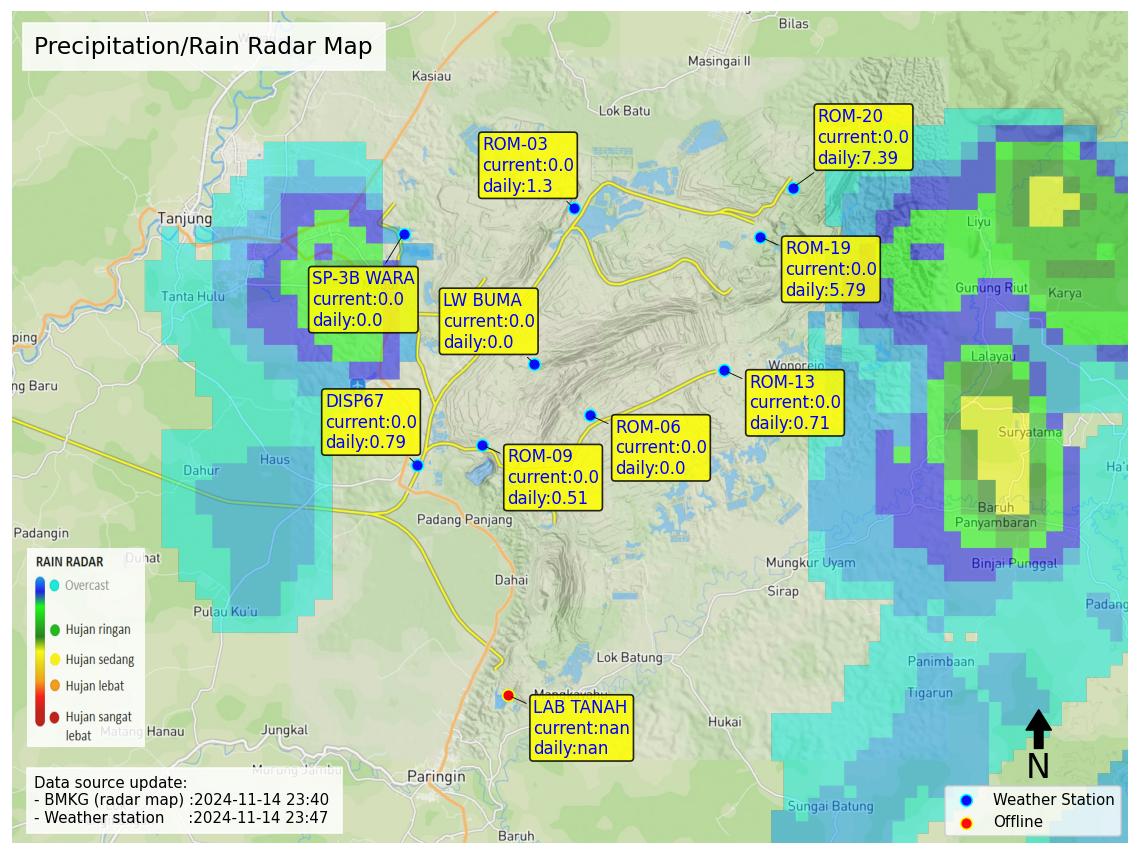 Precipitation/Rain Radar Map
Bilas
Masingai II
Kasiau
Lok Batu
ROM-20
current:0.0
daily:7.39
ROM-03
current:0.0
daily:1.3
Tanjung
Liyu
ROM-19
current:0.0
daily:5.79
SP-3B WARA
current:0.0
daily:0.0
Tanta Hulu
LW BUMA
current:0.0
daily:0.0
Gunung Riut
Karya
ping
Lalayau
Wonorejo
ng Baru
ROM-13
current:0.0
daily:0.71
DISP67
current:0.0
daily:0.79
ROM-06
current:0.0
daily:0.0
Suryatama
ROM-09
current:0.0
daily:0.51
Haus
Dahur
Ha'u
Baruh
Panyambaran
Padang Panjang
Padangin
Duhat
Mungkur Uyam
Binjai Punggal
Dahai
Sirap
Padang
Pulau Ku'u
RAIN RADAR
Overcast
Hujan ringan
Hujan sedang
Hujan lebat
Hujan sangat
lebat
Lok Batung
Panimbaan
Tigarun
LAB TANAH
current:nan
daily:nan
Hukai
Matang Hanau
Jungkal
Murung Jambu
Paringin
N
Data source update:
- BMKG (radar map) :2024-11-14 23:40
- Weather station :2024-11-14 23:47
Sungai Batung
Weather Station
Offline
Baruh